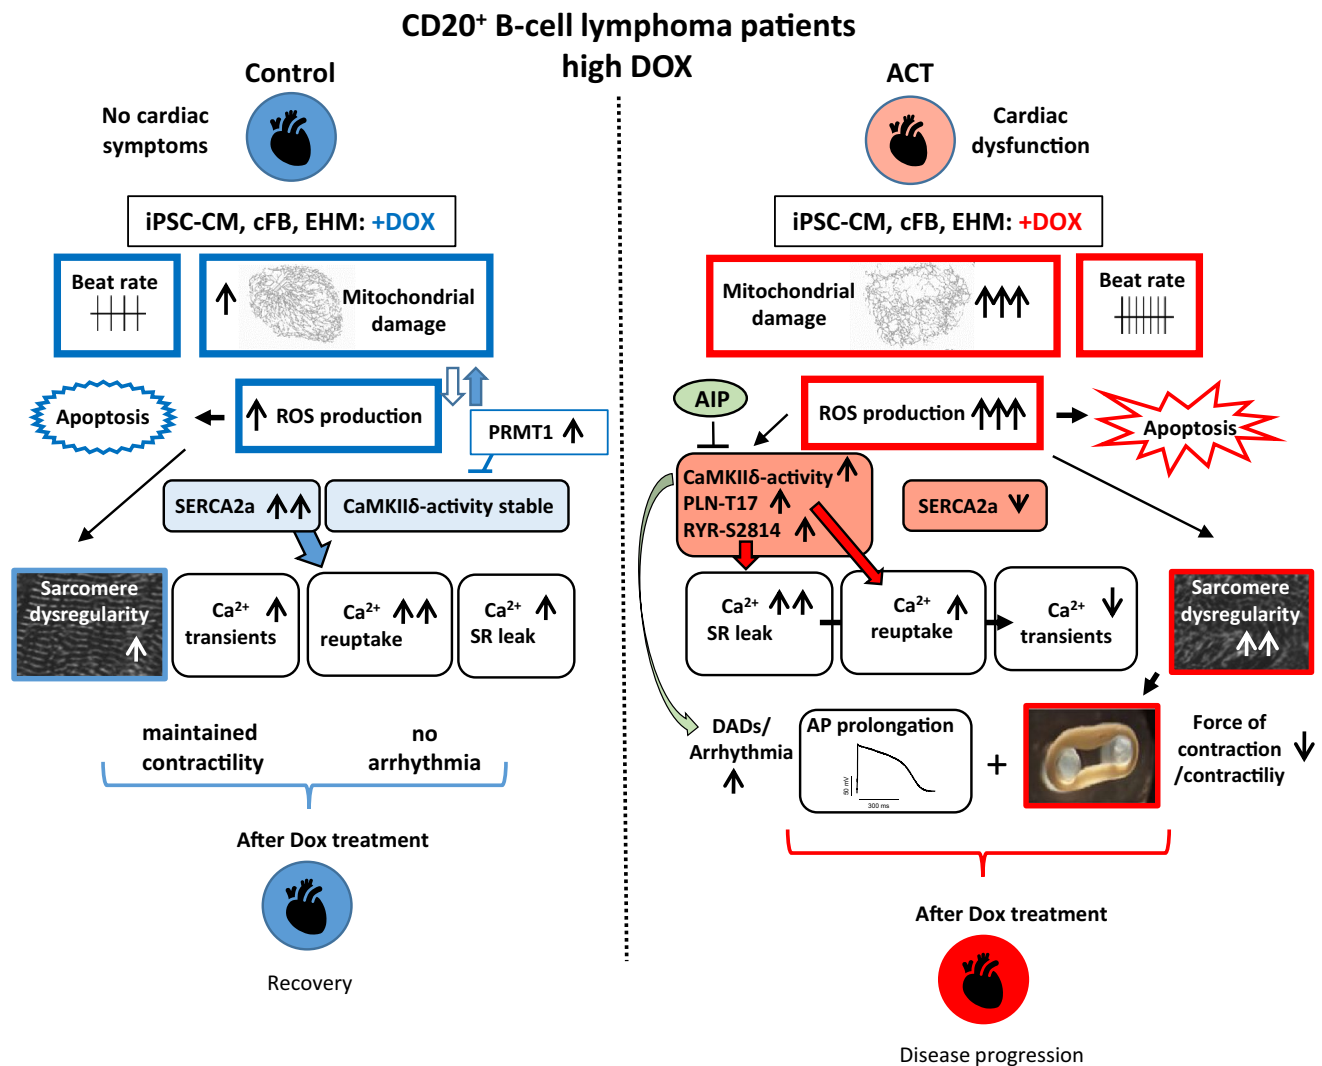 CD20⁺ B-cell lymphoma patients
high DOX
Control
No cardiac
symptoms
iPSC-CM, cFB, EHM: +DOX
Beat rate
Mitochondrial
damage
Apoptosis
ROS production
PRMT1
SERCA2a
CaMKIIδ-activity stable
Sarcomere
dysregularity
Ca²⁺
transients
Ca²⁺
reuptake
Ca²⁺
SR leak
maintained
contractility
no
arrhythmia
After Dox treatment
Recovery
ACT
Cardiac
dysfunction
iPSC-CM, cFB, EHM: +DOX
Mitochondrial
damage
Beat rate
AIP
ROS production
Apoptosis
CaMKIIδ-activity
PLN-T17
RYR-S2814
SERCA2a
Ca²⁺
SR leak
Ca²⁺
reuptake
Ca²⁺
transients
Sarcomere
dysregularity
DADs/
Arrhythmia
AP prolongation
50 mV
300 ms
+
Force of
contraction
/contractiliy
After Dox treatment
Disease progression